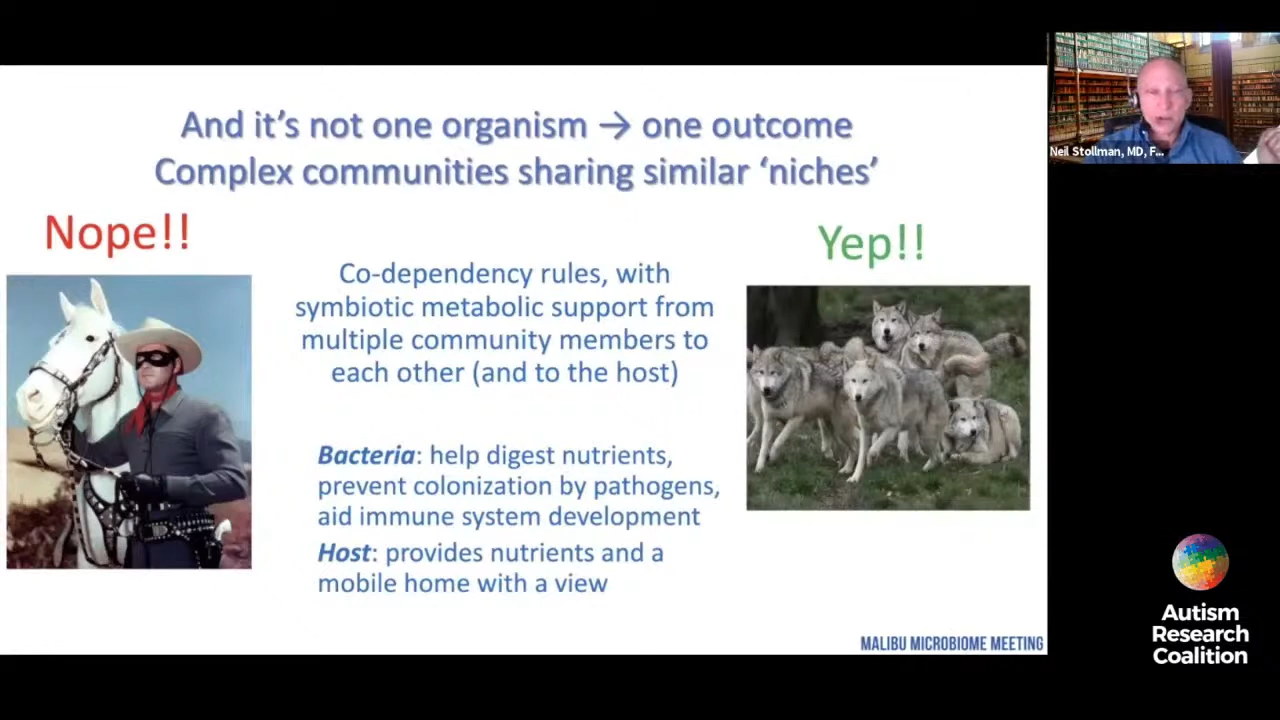 And it's not one organism → one outcome
Complex communities sharing similar 'niches'
Nope!!
Yep!!
Co-dependency rules, with
symbiotic metabolic support from
multiple community members to
each other (and to the host)
Bacteria: help digest nutrients,
prevent colonization by pathogens,
aid immune system development
Host: provides nutrients and a
mobile home with a view
MALIBU MICROBIOME MEETING
Neil Stollman, MD, F...
Autism
Research
Coalition